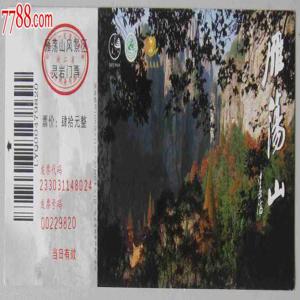 7788.com
雁荡山风景区
灵岩门票
票价：肆拾元整
发票代码
233031148024
发票号码
00229820
当日有效
雁蕩山